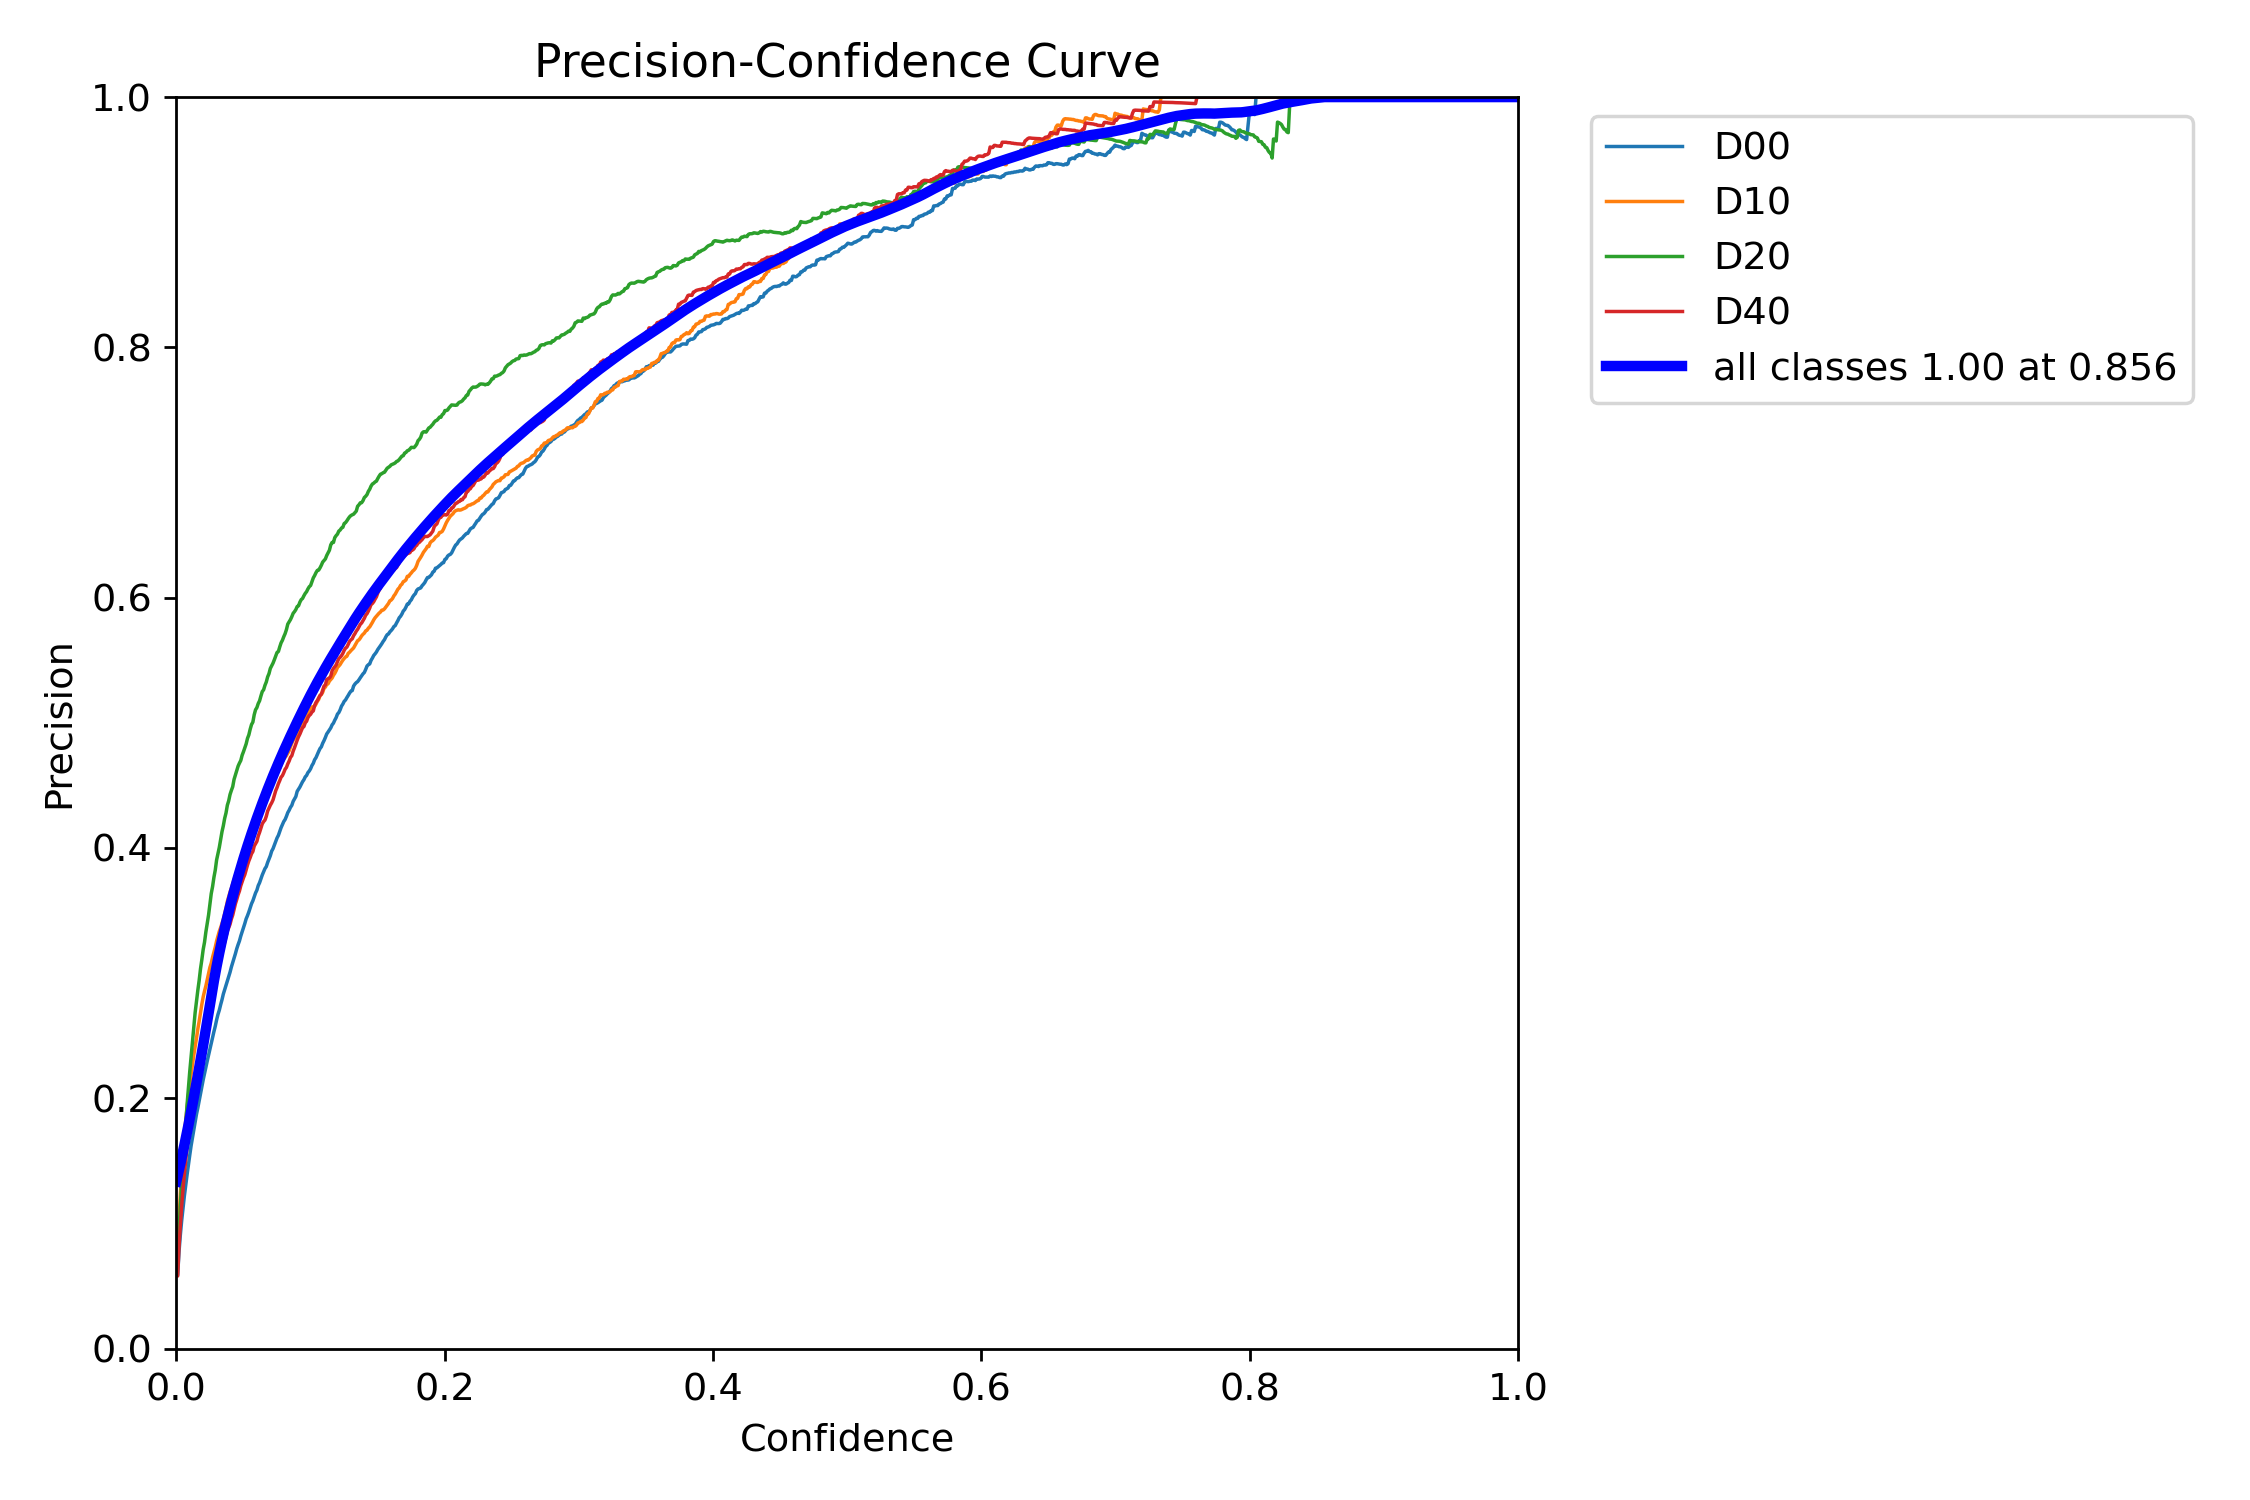 Precision-Confidence Curve
1.0
0.8
0.6
0.4
0.2
0.0
Precision
0.0 0.2 0.4 0.6 0.8 1.0
Confidence
D00
D10
D20
D40
all classes 1.00 at 0.856